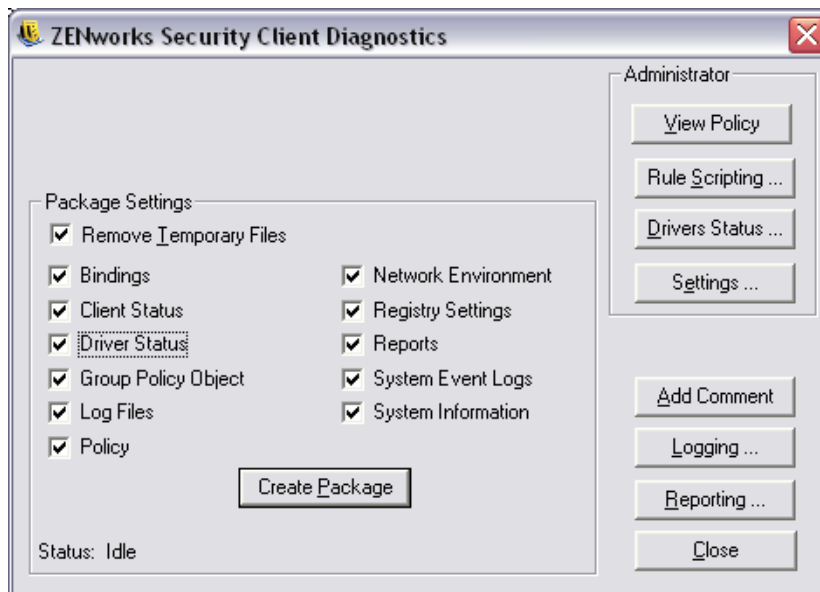 ZENworks Security Client Diagnostics
Administrator
View Policy
Rule Scripting ...
Drivers Status ...
Settings ...
Package Settings
Remove Temporary Files
Bindings
Client Status
Driver Status
Group Policy Object
Log Files
Policy
Network Environment
Registry Settings
Reports
System Event Logs
System Information
Create Package
Status: Idle
Add Comment
Logging ...
Reporting ...
Close